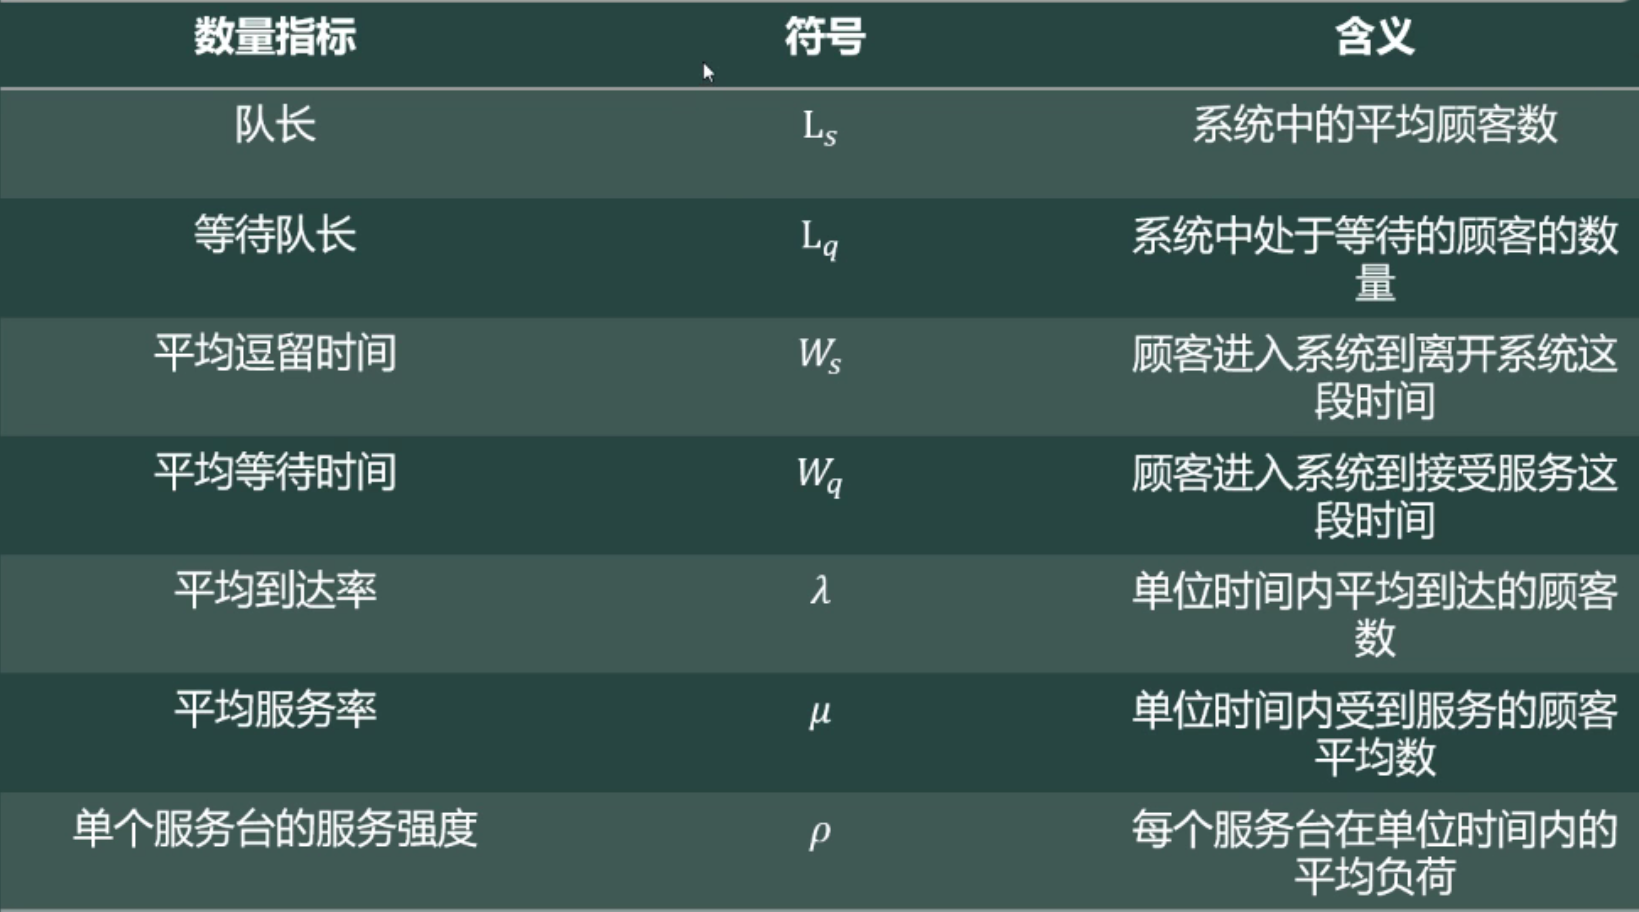 数量指标 符号 含义
队长 Lₛ 系统中的平均顾客数
等待队长 L_q 系统中处于等待的顾客的数
量
平均逗留时间 Wₛ 顾客进入系统到离开系统这
段时间
平均等待时间 W_q 顾客进入系统到接受服务这
段时间
平均到达率 λ 单位时间内平均到达的顾客
数
平均服务率 μ 单位时间内受到服务的顾客
平均数
单个服务台的服务强度 ρ 每个服务台在单位时间内的
平均负荷